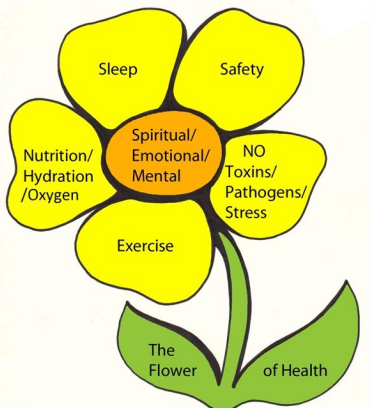 Sleep
Safety
Spiritual/
Emotional/
Mental
Nutrition/
Hydration
/Oxygen
NO
Toxins/
Pathogens/
Stress
Exercise
The
Flower
of Health